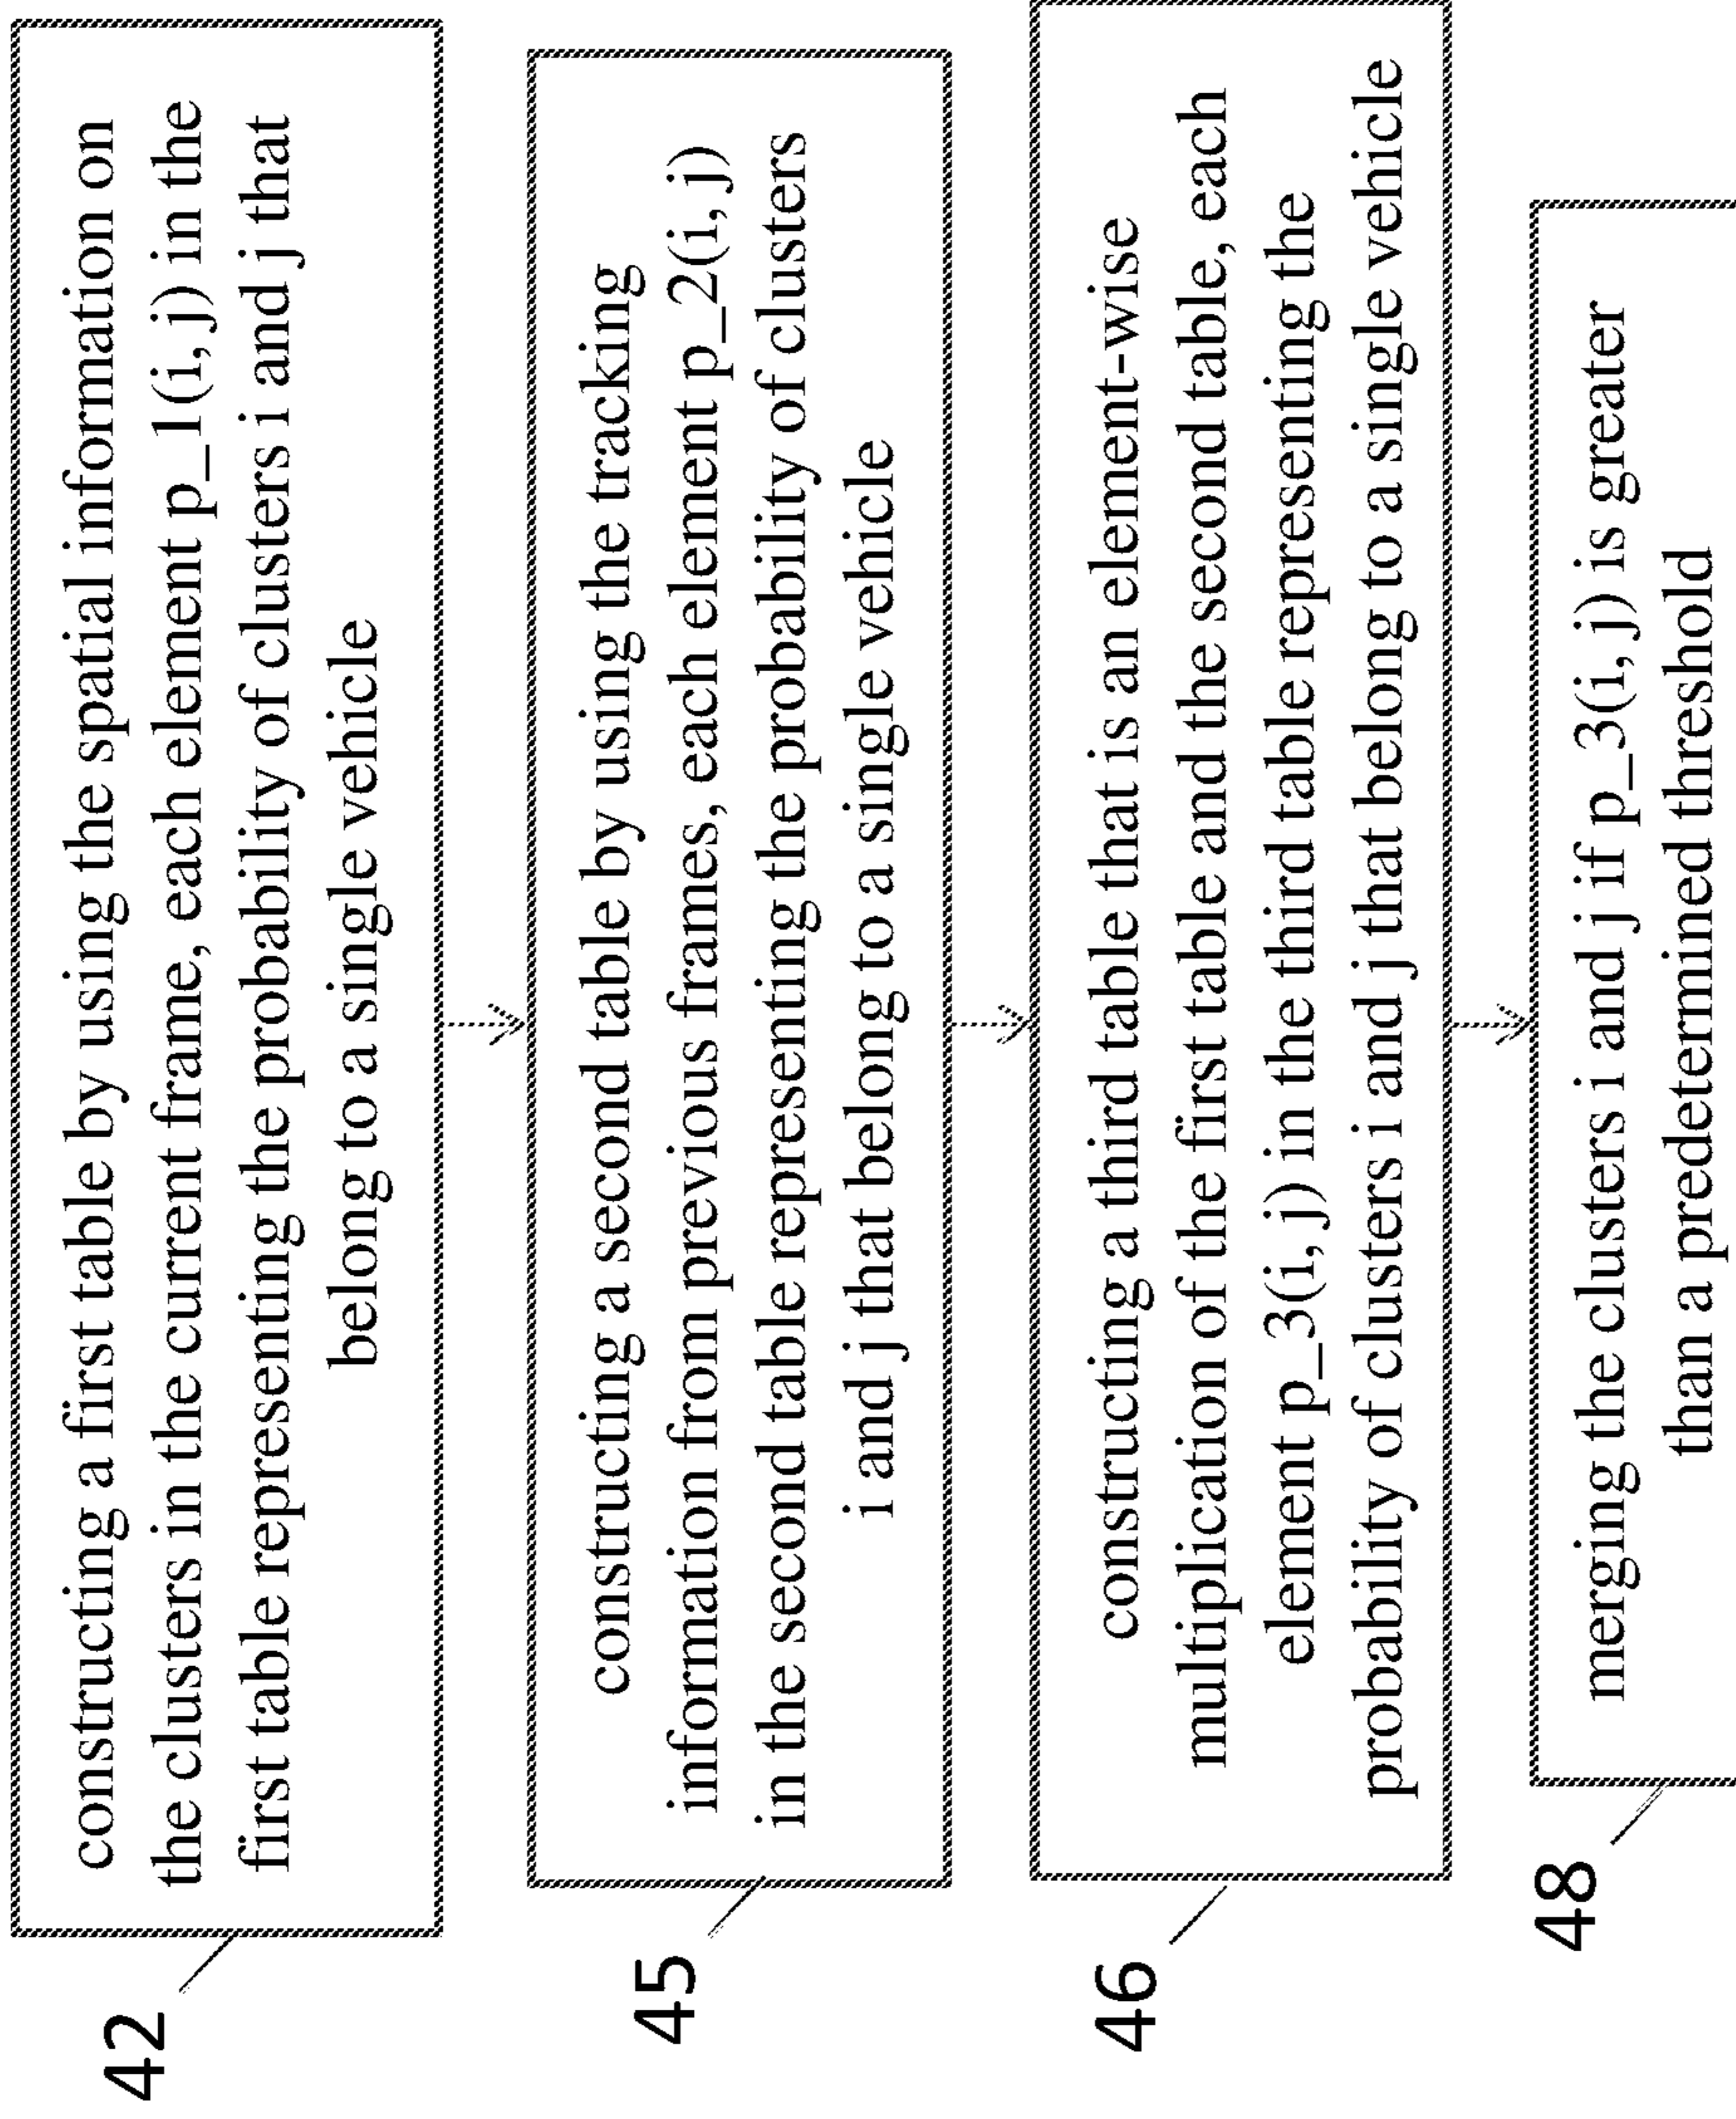 constructing a first table by using the spatial information on
the clusters in the current frame, each element p_1(i, j) in the
first table representing the probability of clusters i and j that
belong to a single vehicle
42
constructing a second table by using the tracking
information from previous frames, each element p_2(i, j)
in the second table representing the probability of clusters
i and j that belong to a single vehicle
45
constructing a third table that is an element-wise
multiplication of the first table and the second table, each
element p_3(i, j) in the third table representing the
probability of clusters i and j that belong to a single vehicle
46
merging the clusters i and j if p_3(i, j) is greater
than a predetermined threshold
48